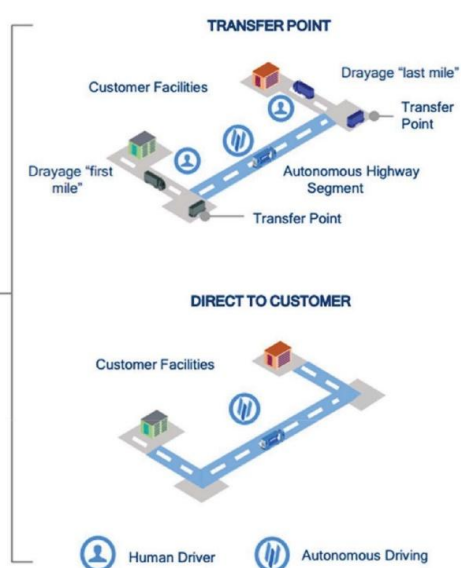 TRANSFER POINT
Customer Facilities
Drayage "last mile"
Transfer
Point
Drayage "first
mile"
Autonomous Highway
Segment
Transfer Point
DIRECT TO CUSTOMER
Customer Facilities
Human Driver
Autonomous Driving